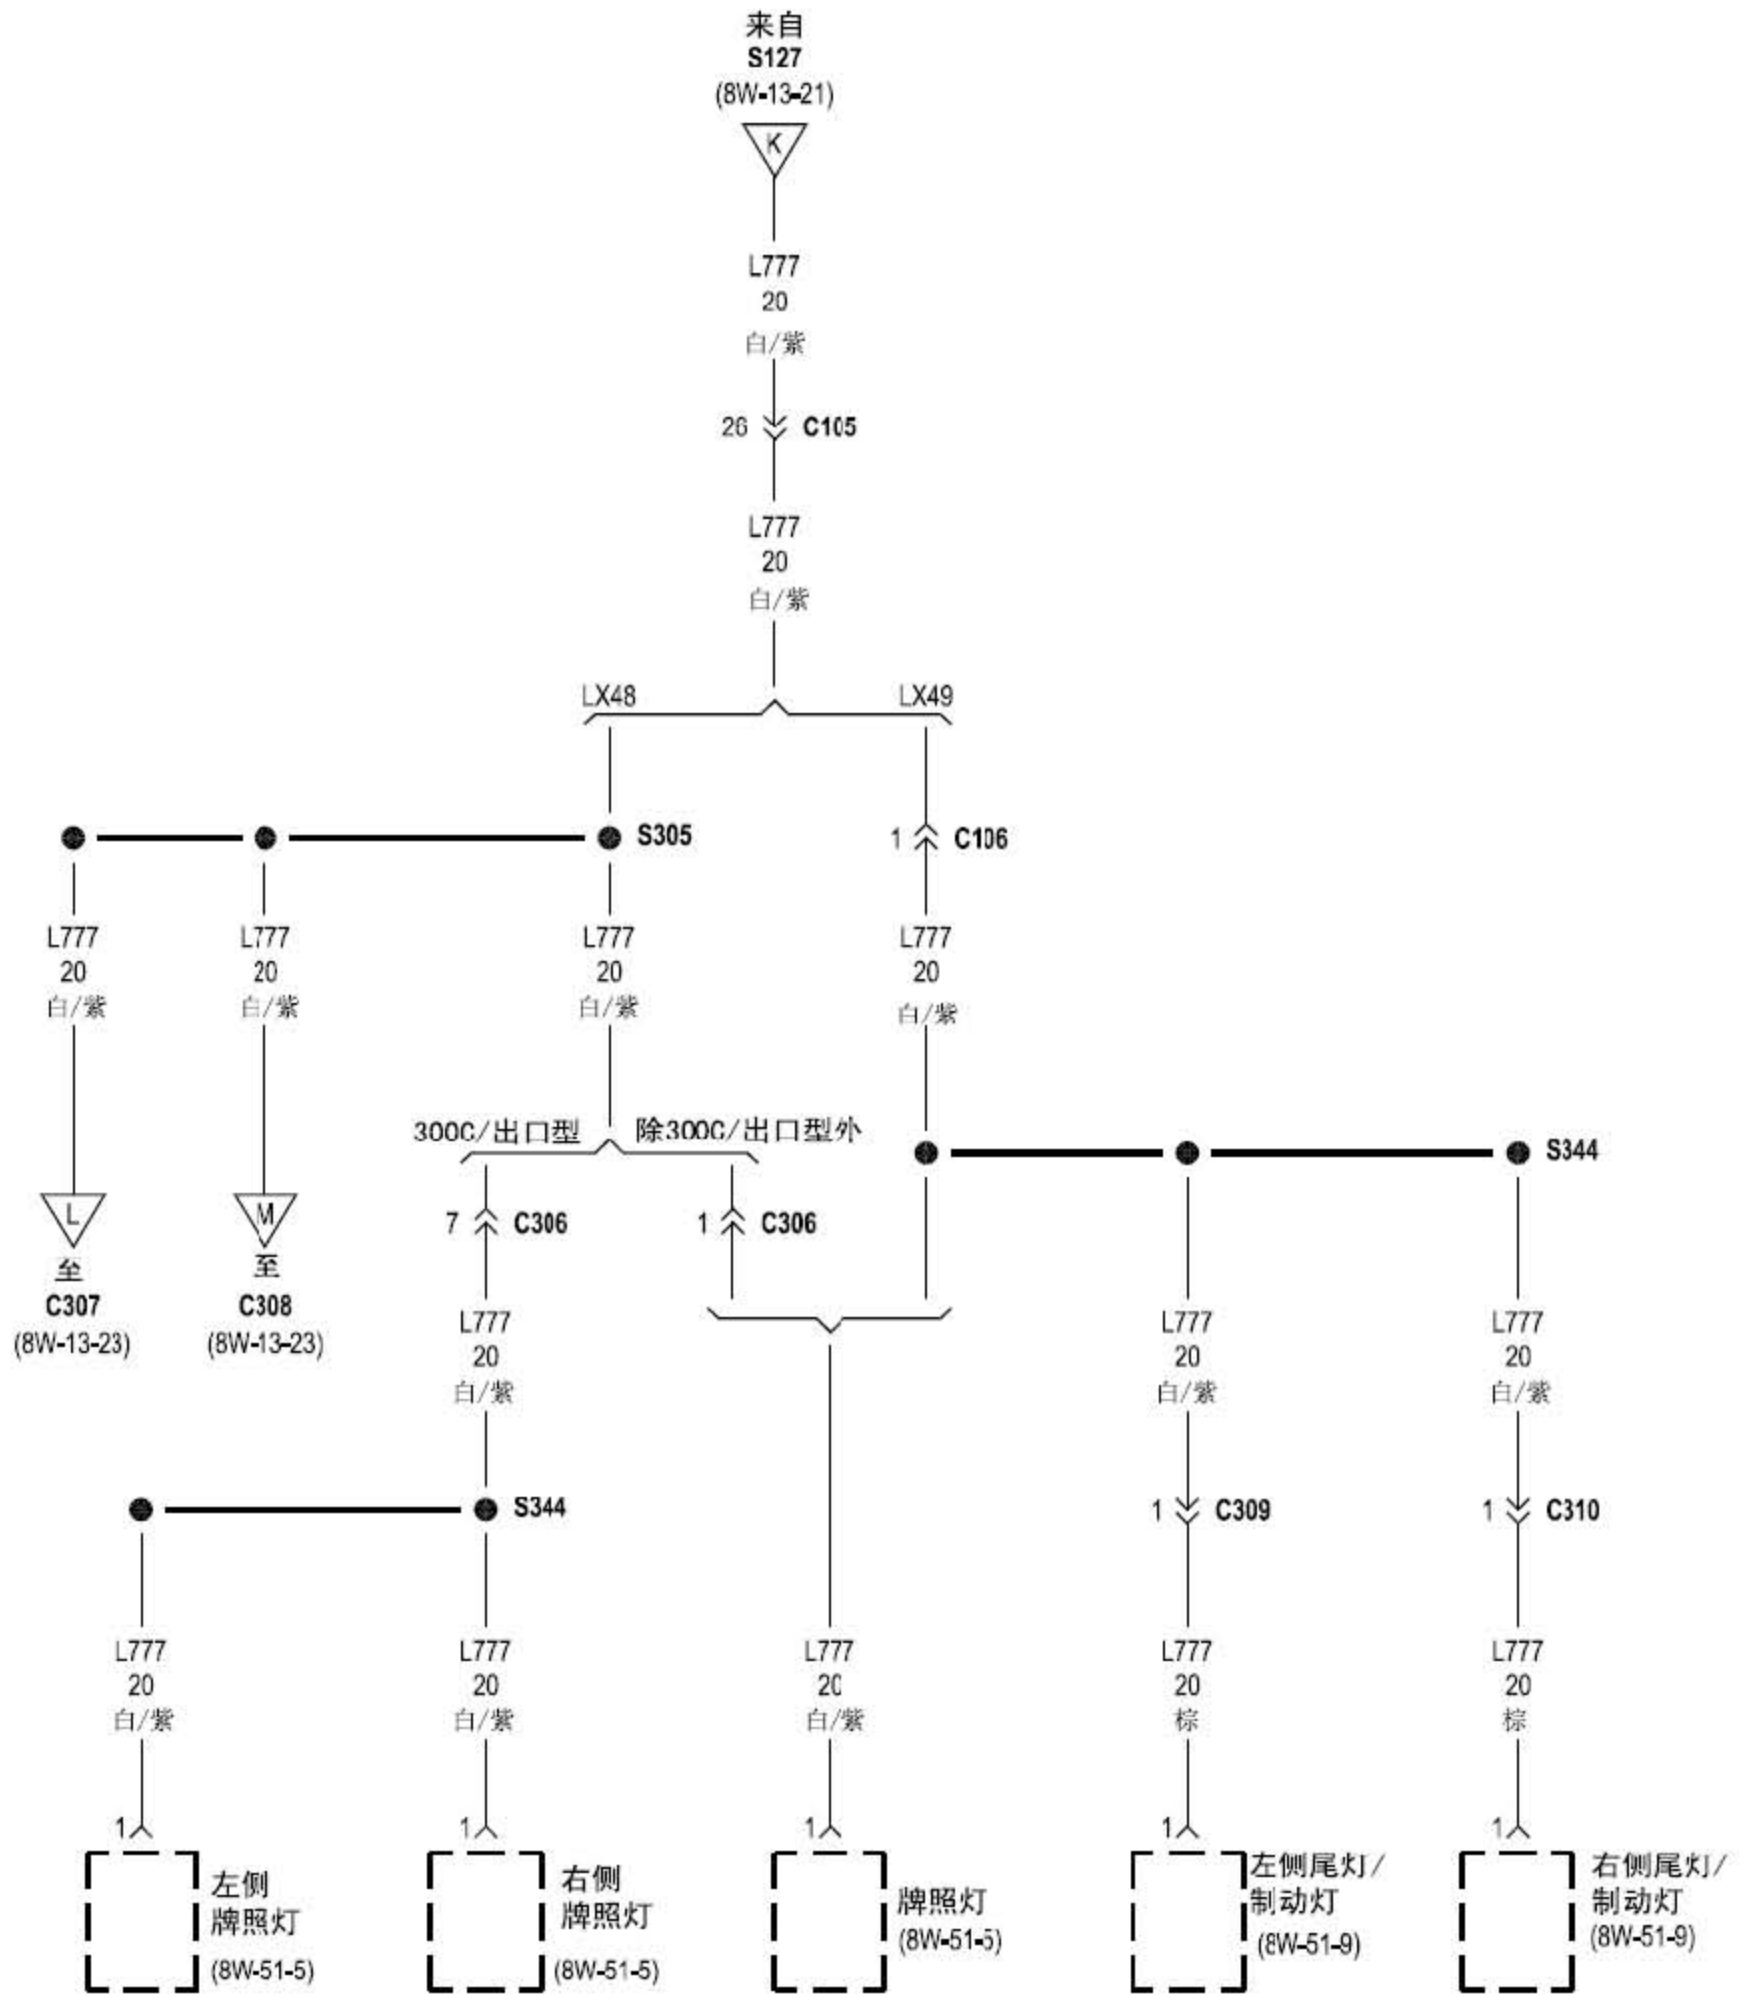 来自
S127
(8W-13-21)
K
L777
20
白/紫
26 C105
L777
20
白/紫
LX48 LX49
S305 1 C106
L777 L777 L777 L777
20 20 20 20
白/紫 白/紫 白/紫 白/紫
300C/出口型 除300C/出口型外
S344
L M 7 C306 1 C306
至 至
C307 C308
(8W-13-23) (8W-13-23)
L777 L777 L777
20 20 20
白/紫 白/紫 白/紫
S344 1 C309 1 C310
L777 L777 L777 L777 L777
20 20 20 20 20
白/紫 白/紫 白/紫 棕 棕
1 1 1 1 1
左侧
牌照灯
(8W-51-5)
右侧
牌照灯
(8W-51-5)
牌照灯
(8W-51-5)
左侧尾灯/
制动灯
(8W-51-9)
右侧尾灯/
制动灯
(8W-51-9)